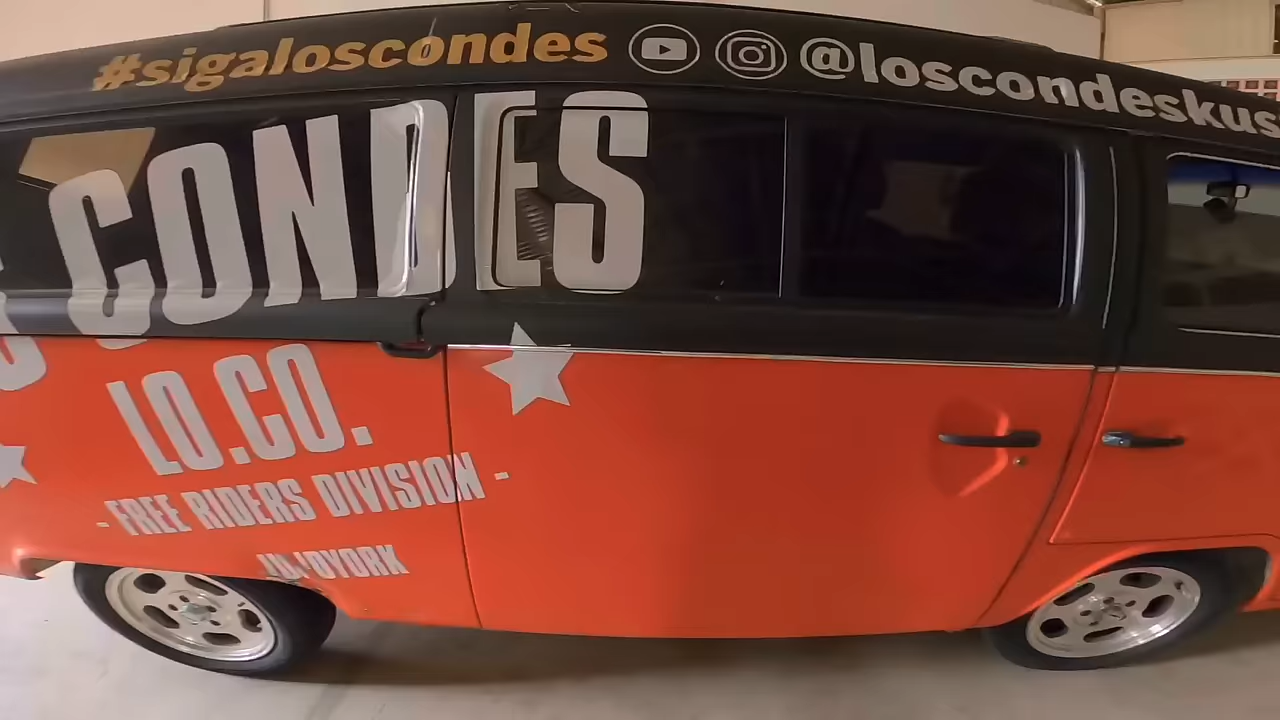 #sigaloscondes @loscondeskus
CONDES
LO.CO.
- FREE RIDERS DIVISION -